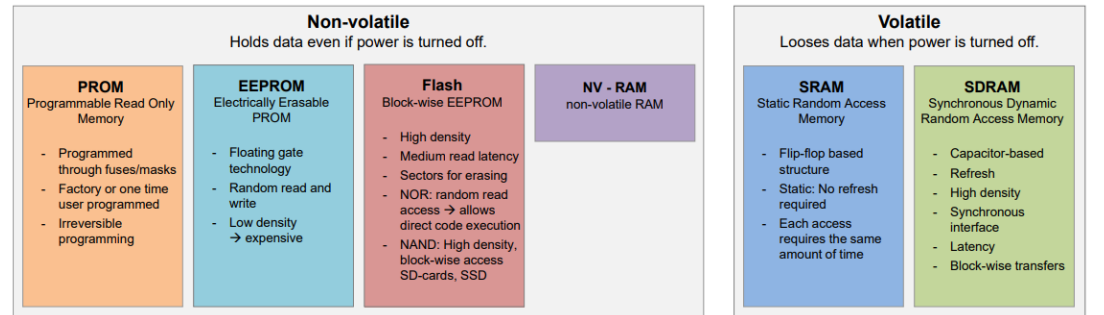 Non-volatile
Holds data even if power is turned off.
PROM
Programmable Read Only
Memory
- Programmed
through fuses/masks
- Factory or one time
user programmed
- Irreversible
programming
EEPROM
Electrically Erasable
PROM
- Floating gate
technology
- Random read and
write
- Low density
→ expensive
Flash
Block-wise EEPROM
- High density
- Medium read latency
- Sectors for erasing
- NOR: random read
access → allows
direct code execution
- NAND: High density,
block-wise access
SD-cards, SSD
NV - RAM
non-volatile RAM
Volatile
Looses data when power is turned off.
SRAM
Static Random Access
Memory
- Flip-flop based
structure
- Static: No refresh
required
- Each access
requires the same
amount of time
SDRAM
Synchronous Dynamic
Random Access Memory
- Capacitor-based
- Refresh
- High density
- Synchronous
interface
- Latency
- Block-wise transfers